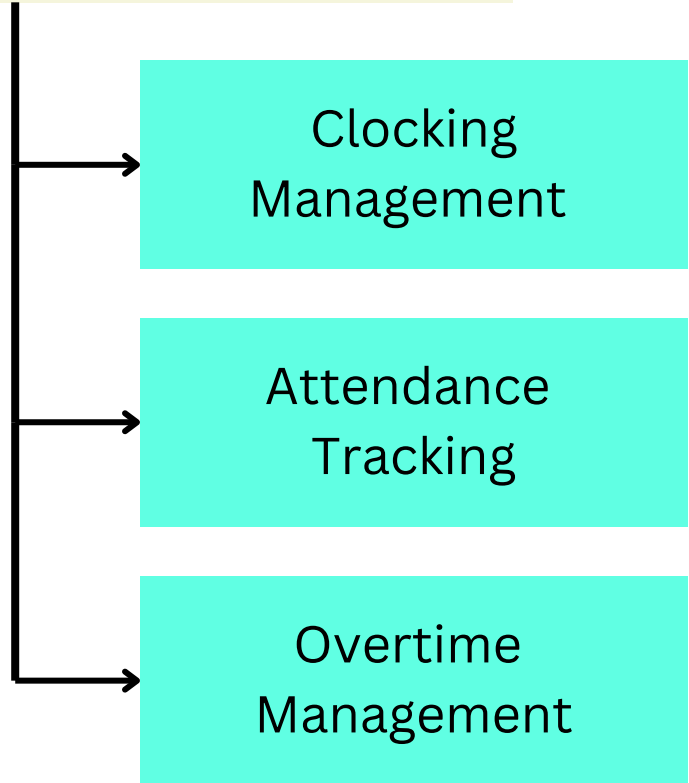 Clocking
Management
Attendance
Tracking
Overtime
Management